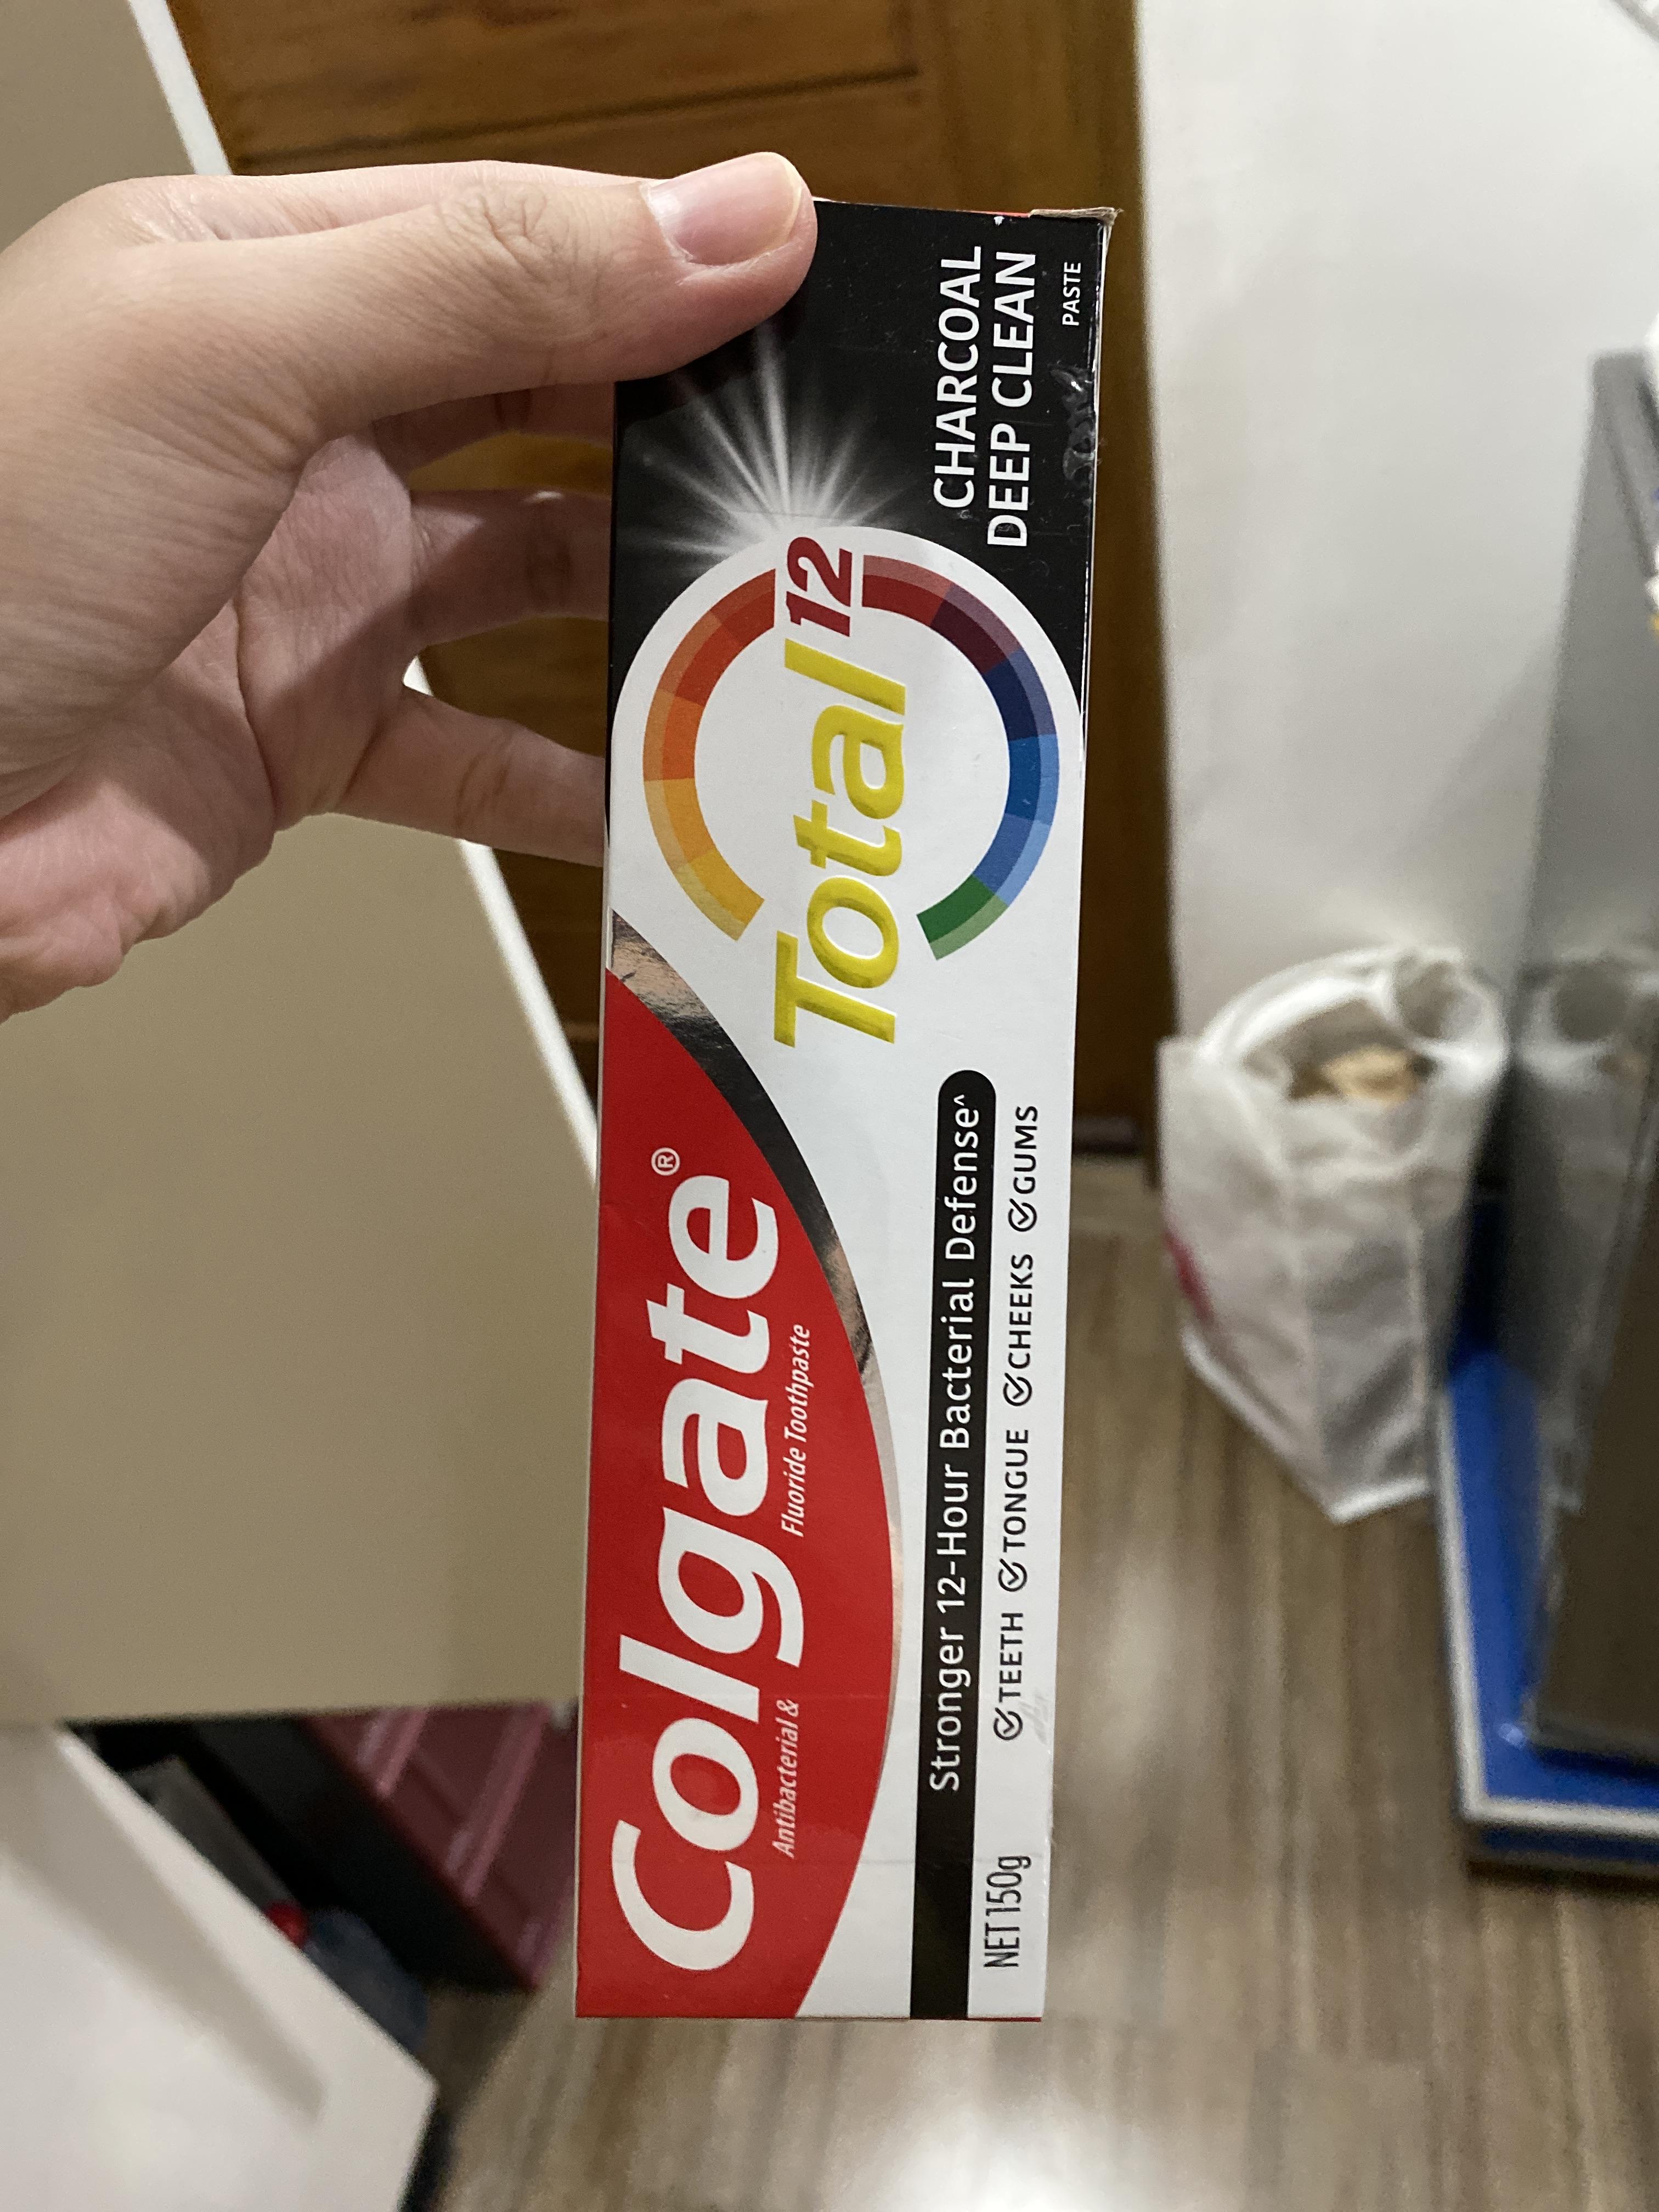 Colgate®
Antibacterial & Fluoride Toothpaste
Total 12
CHARCOAL
DEEP CLEAN
PASTE
Stronger 12-Hour Bacterial Defense^
NET 150g
TEETH TONGUE CHEEKS GUMS